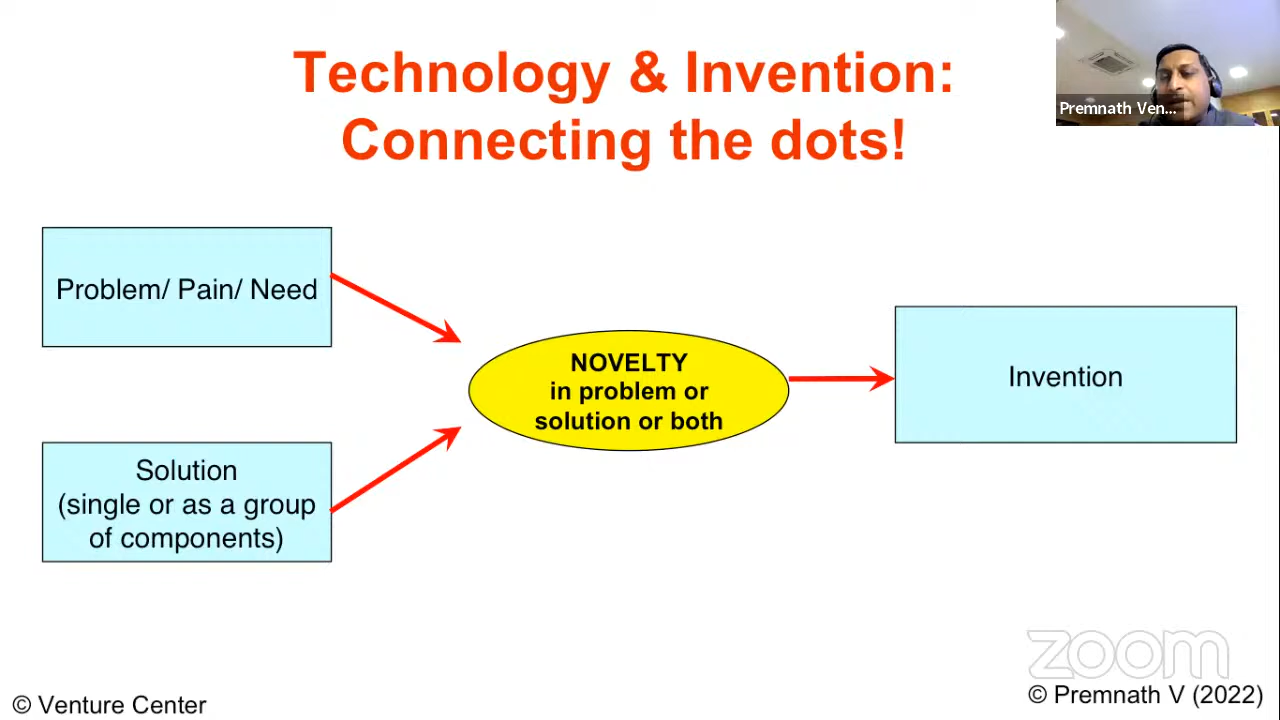 Technology & Invention:
Connecting the dots!
Premnath Ven...
Problem/ Pain/ Need
NOVELTY
in problem or
solution or both
Invention
Solution
(single or as a group
of components)
zoom
© Venture Center
© Premnath V (2022)